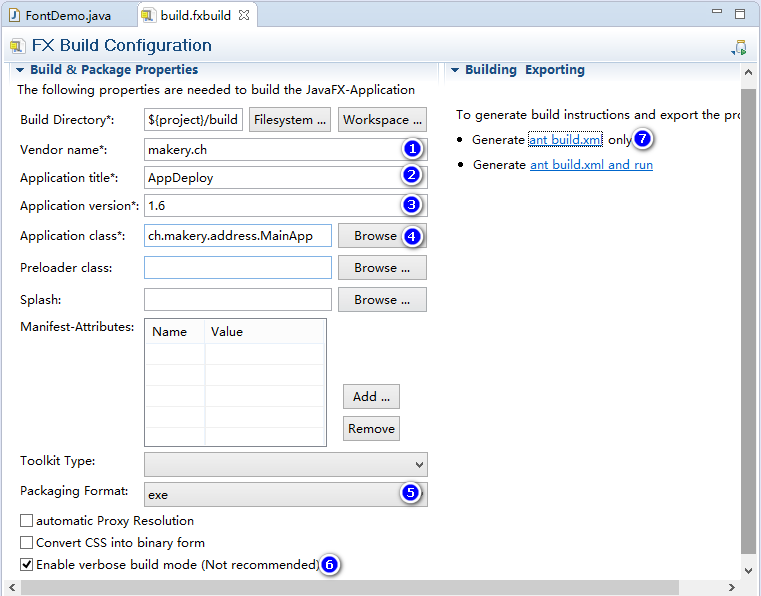 FontDemo.java
build.fxbuild
FX Build Configuration
Build & Package Properties
The following properties are needed to build the JavaFX-Application
Build Directory*: ${project}/build Filesystem ... Workspace ...
Vendor name*: makery.ch 1
Application title*: AppDeploy 2
Application version*: 1.6 3
Application class*: ch.makery.address.MainApp Browse 4
Preloader class: Browse ...
Splash: Browse ...
Manifest-Attributes: Name Value
Add ...
Remove
Toolkit Type:
Packaging Format: exe 5
automatic Proxy Resolution
Convert CSS into binary form
Enable verbose build mode (Not recommended) 6
Building Exporting
To generate build instructions and export the pro
• Generate ant build.xml only 7
• Generate ant build.xml and run